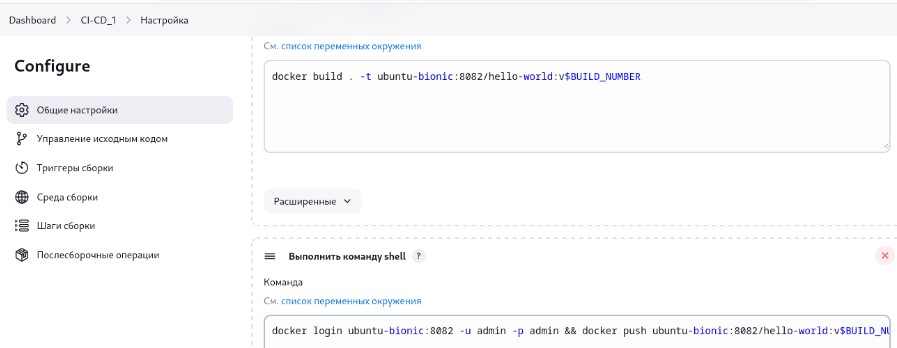 Dashboard > CI-CD_1 > Настройка
Configure
Общие настройки
Управление исходным кодом
Триггеры сборки
Среда сборки
Шаги сборки
Послесборочные операции
См. список переменных окружения
docker build . -t ubuntu-bionic:8082/hello-world:v$BUILD_NUMBER
Расширенные
Выполнить команду shell ?
Команда
См. список переменных окружения
docker login ubuntu-bionic:8082 -u admin -p admin && docker push ubuntu-bionic:8082/hello-world:v$BUILD_NU